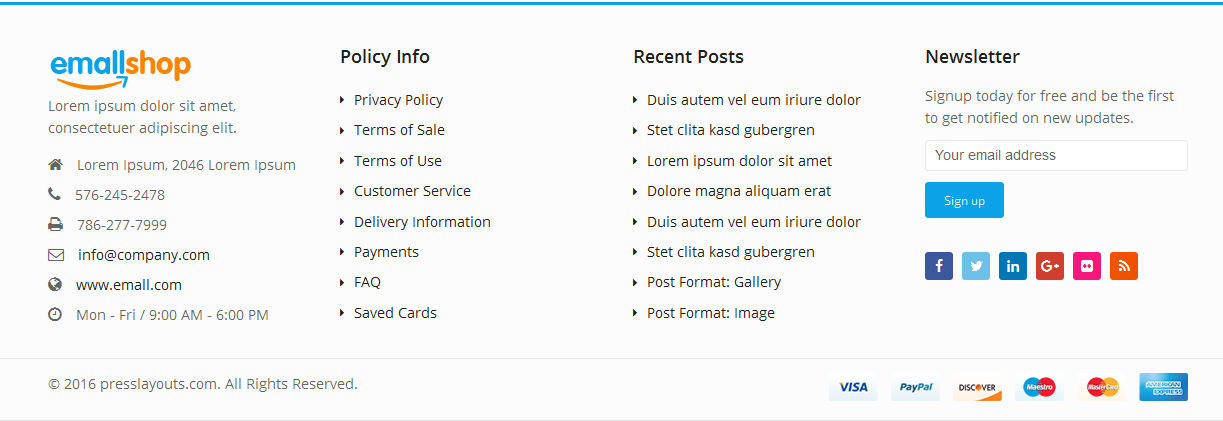 emallshop
Lorem ipsum dolor sit amet,
consectetuer adipiscing elit.
Lorem Ipsum, 2046 Lorem Ipsum
576-245-2478
786-277-7999
info@company.com
www.emall.com
Mon - Fri / 9:00 AM - 6:00 PM
Policy Info
Privacy Policy
Terms of Sale
Terms of Use
Customer Service
Delivery Information
Payments
FAQ
Saved Cards
Recent Posts
Duis autem vel eum iriure dolor
Stet clita kasd gubergren
Lorem ipsum dolor sit amet
Dolore magna aliquam erat
Duis autem vel eum iriure dolor
Stet clita kasd gubergren
Post Format: Gallery
Post Format: Image
Newsletter
Signup today for free and be the first
to get notified on new updates.
Your email address
Sign up
f in G+
© 2016 presslayouts.com. All Rights Reserved.
VISA PayPal DISCOVER Maestro MasterCard AMERICAN EXPRESS